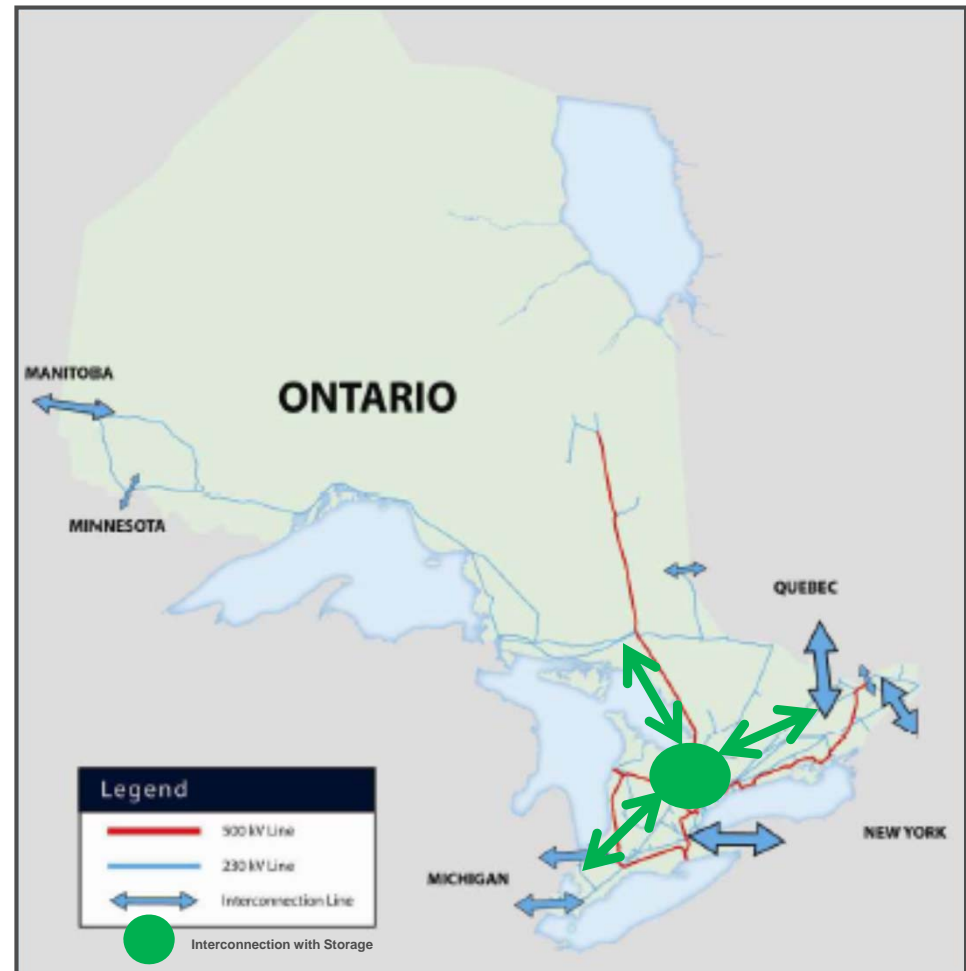 MANITOBA
ONTARIO
MINNESOTA
QUEBEC
Legend
500 kV Line
230 kV Line
Interconnection Line
Interconnection with Storage
NEW YORK
MICHIGAN